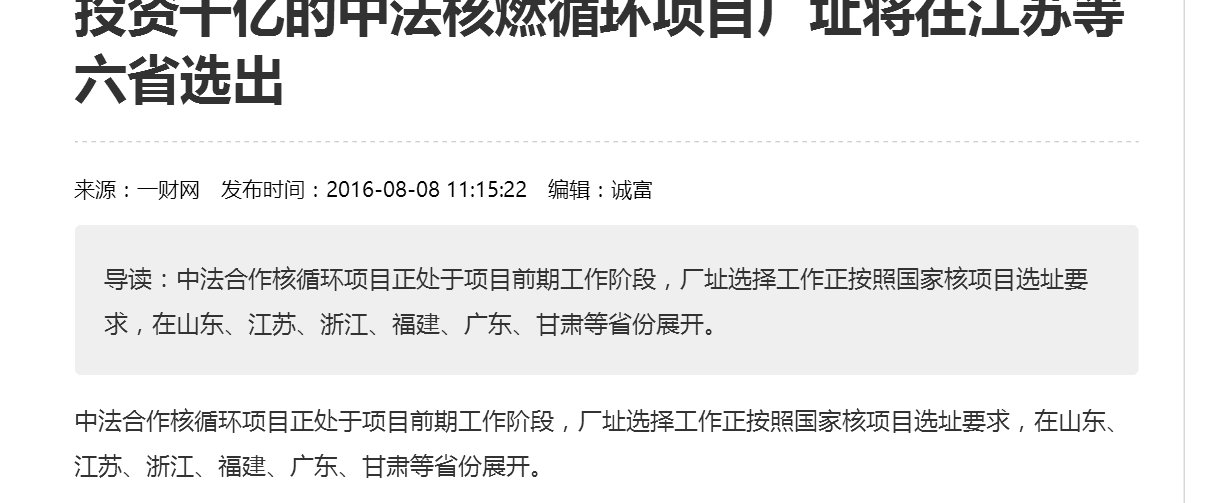 投资千亿的中法核燃循环项目厂址将在江苏等
六省选出
来源：一财网 发布时间：2016-08-08 11:15:22 编辑：诚富
导读：中法合作核循环项目正处于项目前期工作阶段，厂址选择工作正按照国家核项目选址要
求，在山东、江苏、浙江、福建、广东、甘肃等省份展开。
中法合作核循环项目正处于项目前期工作阶段，厂址选择工作正按照国家核项目选址要求，在山东、
江苏、浙江、福建、广东、甘肃等省份展开。